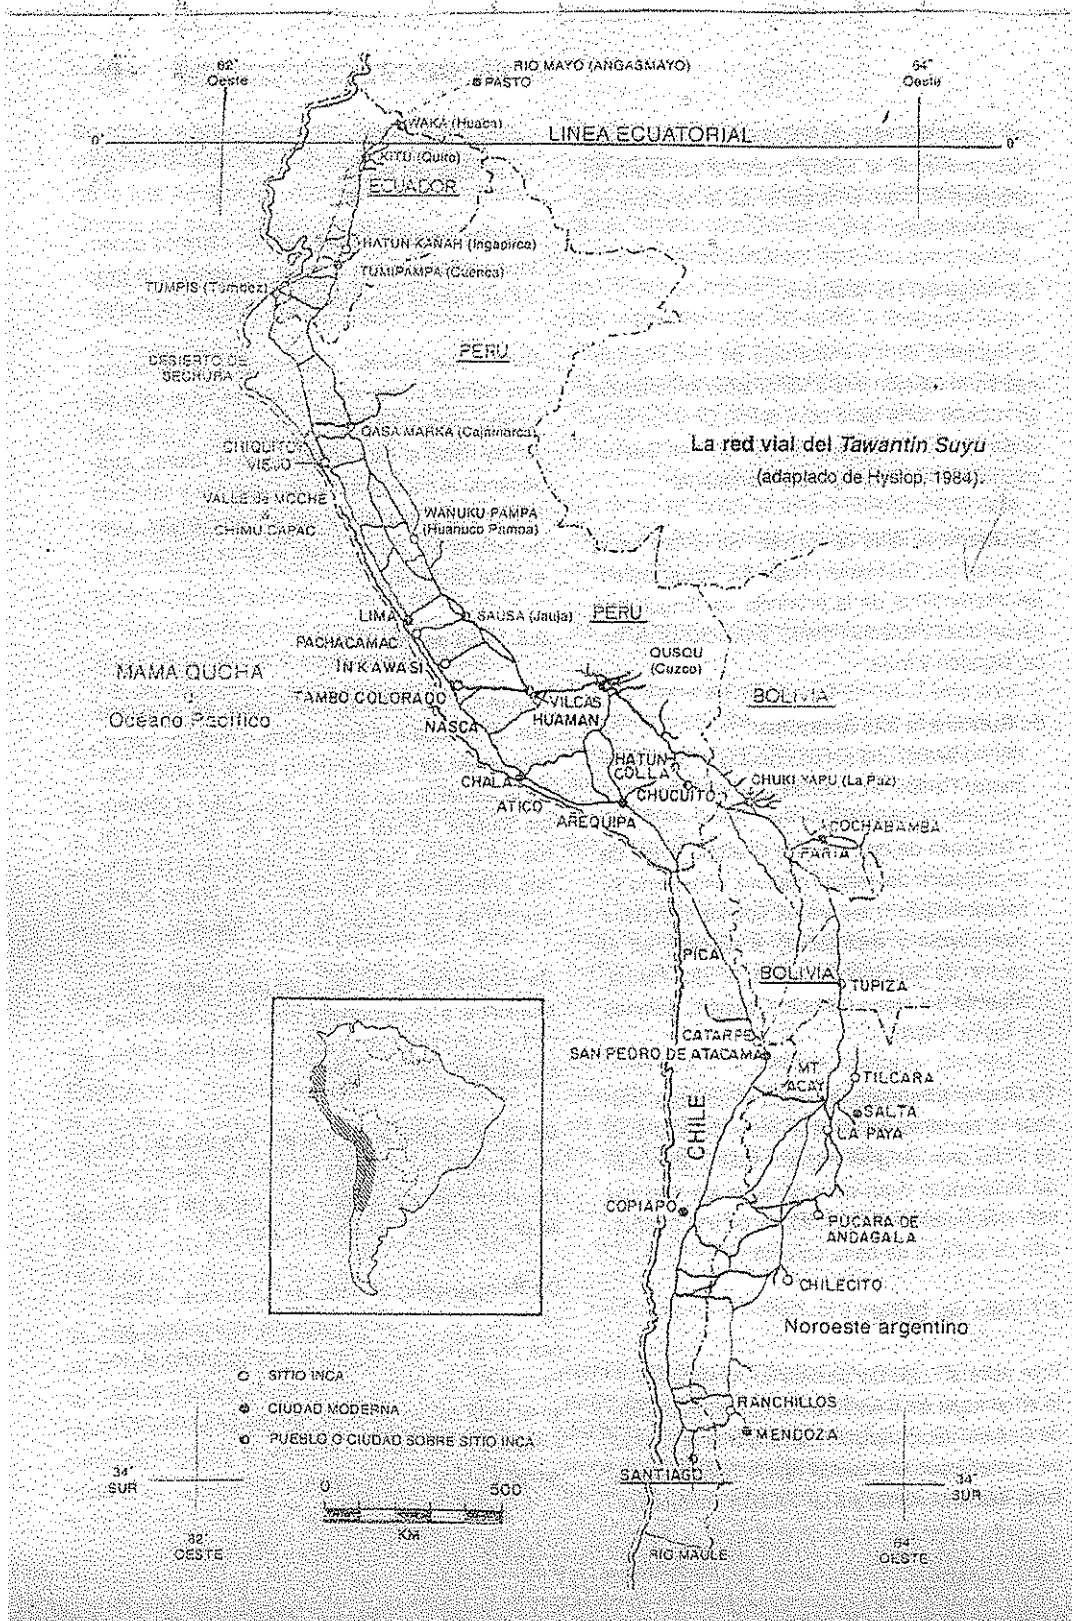 82°
Oeste
RIO MAYO (ANGASMAYO)
PASTO
64°
Oeste
WAKA (Huaca)
LINEA ECUATORIAL
0°
0°
KITU (Quito)
ECUADOR
HATUN KAÑAH (Ingapirca)
TUMIPAMPA (Cuenca)
TUMPIS (Tumbez)
PERU
DESIERTO DE
SECHURA
QASA MARKA (Cajamarca)
CHIQUITO
VIEJO
La red vial del Tawantin Suyu
(adaptado de Hyslop, 1984).
VALLE de MOCHE
CHIMU CAPAC
WANUKU PAMPA
(Huanuco Pampa)
LIMA
SAUSA (Jauja)
PERU
PACHACAMAC
INKAWASI
QUSQU
(Cuzco)
MAMA QUCHA
Océano Pacífico
TAMBO COLORADO
VILCAS
HUAMAN
BOLIVIA
NASCA
HATUN
COLLA
CHALA
CHUCUITO
CHUKI YAPU (La Paz)
ATICO
AREQUIPA
COCHABAMBA
PARIA
PICA
BOLIVIA
TUPIZA
CATARPE
SAN PEDRO DE ATACAMA
MT
ACAY
TILCARA
SALTA
LA PAYA
CHILE
COPIAPO
PUCARA DE
ANDAGALA
CHILECITO
Noroeste argentino
SITIO INCA
CIUDAD MODERNA
PUEBLO O CIUDAD SOBRE SITIO INCA
RANCHILLOS
MENDOZA
SANTIAGO
34°
SUR
34°
SUR
0
500
KM
82°
OESTE
RIO MAULE
64°
OESTE